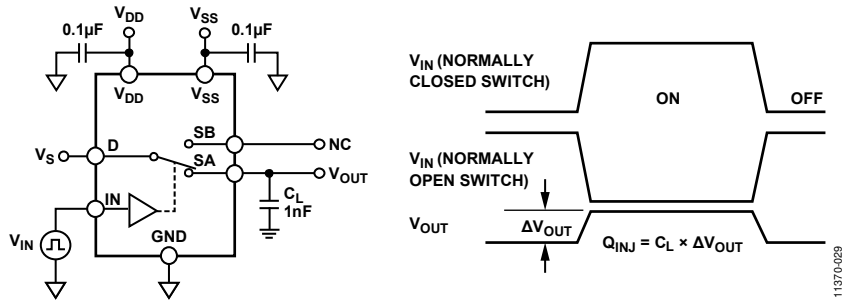 VDD
VSS
0.1µF
0.1µF
VDD
VSS
SB
NC
VS
D
SA
VOUT
IN
CL
1nF
VIN
GND
VIN (NORMALLY
CLOSED SWITCH)
ON
OFF
VIN (NORMALLY
OPEN SWITCH)
VOUT
ΔVOUT
QINJ = CL × ΔVOUT
11370-029